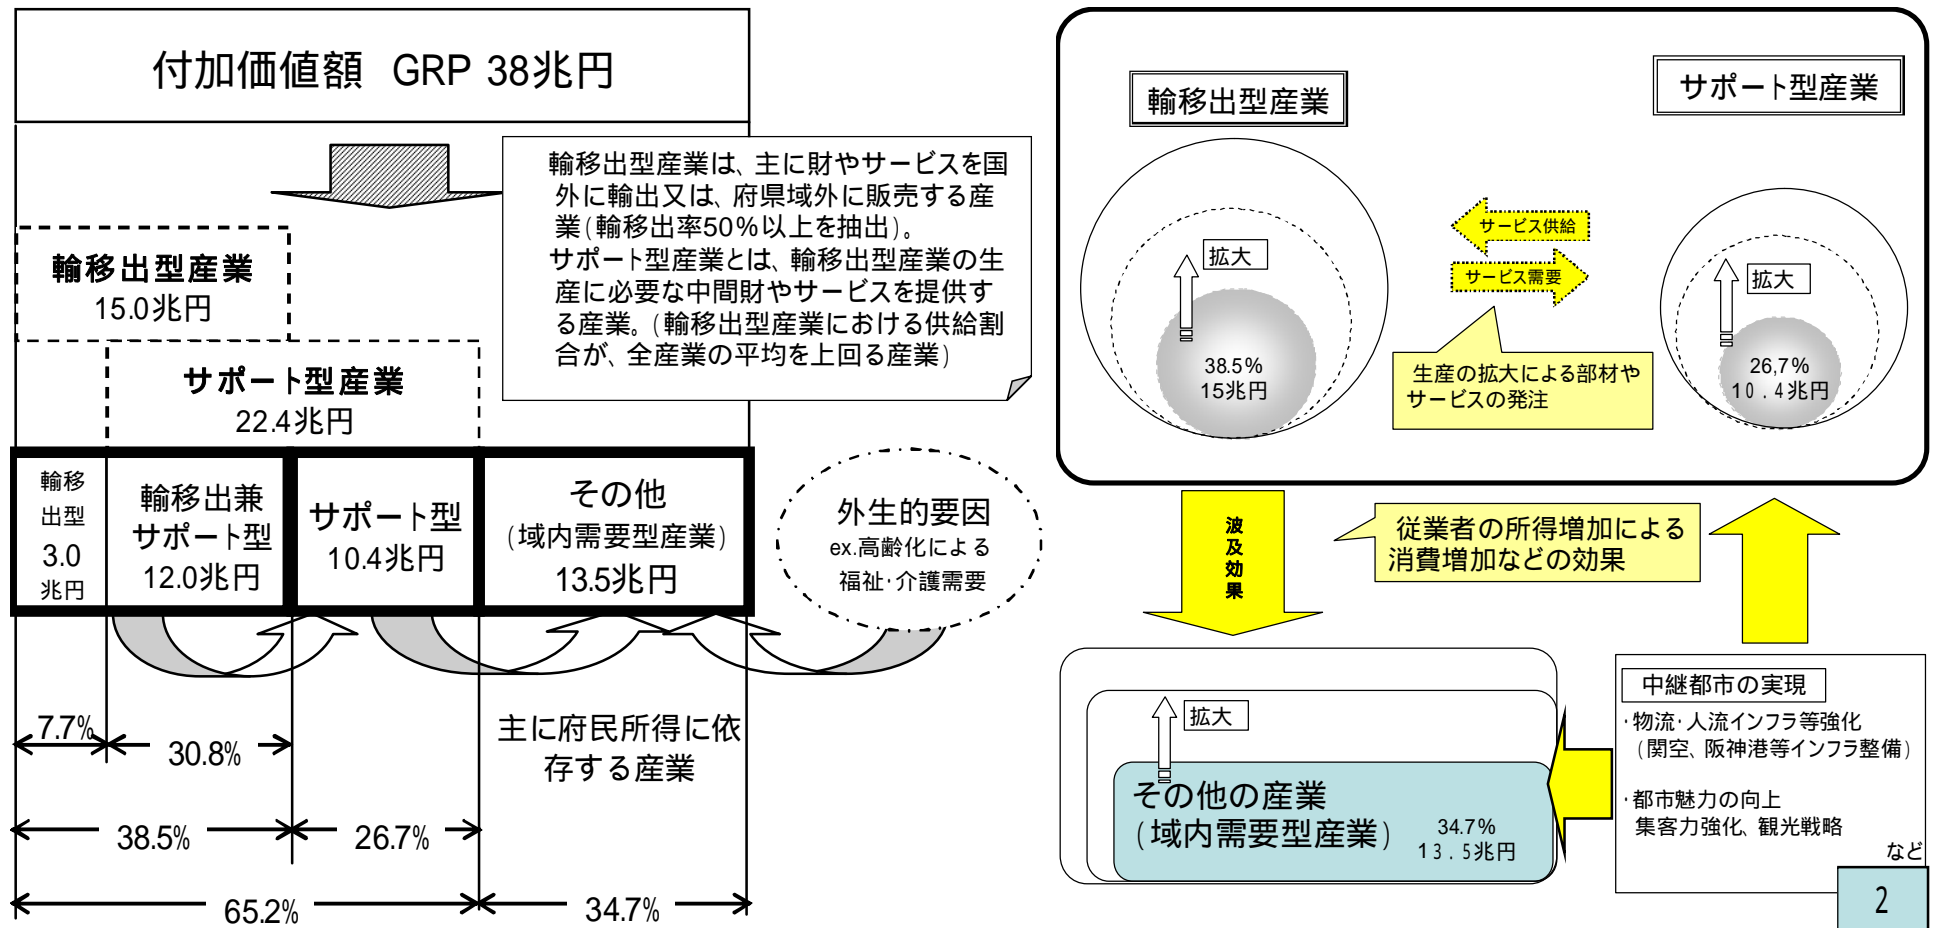 付加価値額 GRP 38兆円
輸移出型産業は、主に財やサービスを国
外に輸出又は、府県域外に販売する産
業(輸移出率50%以上を抽出)。
サポート型産業とは、輸移出型産業の生
産に必要な中間財やサービスを提供す
る産業。(輸移出型産業における供給割
合が、全産業の平均を上回る産業)
輸移出型産業
15.0兆円
サポート型産業
22.4兆円
輸移
出型
3.0
兆円
輸移出兼
サポート型
12.0兆円
サポート型
10.4兆円
その他
(域内需要型産業)
13.5兆円
外生的要因
ex.高齢化による
福祉・介護需要
7.7%
30.8%
主に府民所得に依
存する産業
38.5%
26.7%
65.2%
34.7%
輸移出型産業
サポート型産業
拡大
38.5%
15兆円
サービス供給
サービス需要
拡大
26,7%
10.4兆円
生産の拡大による部材や
サービスの発注
波及効果
従業者の所得増加による
消費増加などの効果
拡大
その他の産業
(域内需要型産業)
34.7%
13.5兆円
中継都市の実現
・物流・人流インフラ等強化
(関空、阪神港等インフラ整備)
・都市魅力の向上
集客力強化、観光戦略
など
2